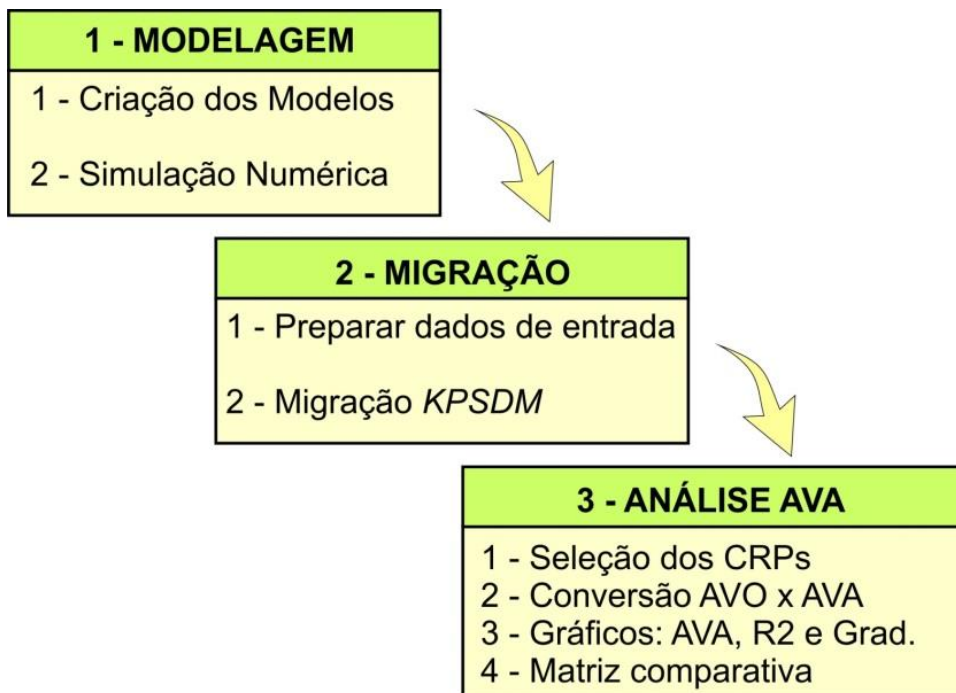 1 - MODELAGEM
1 - Criação dos Modelos
2 - Simulação Numérica
2 - MIGRAÇÃO
1 - Preparar dados de entrada
2 - Migração KPSDM
3 - ANÁLISE AVA
1 - Seleção dos CRPs
2 - Conversão AVO x AVA
3 - Gráficos: AVA, R2 e Grad.
4 - Matriz comparativa